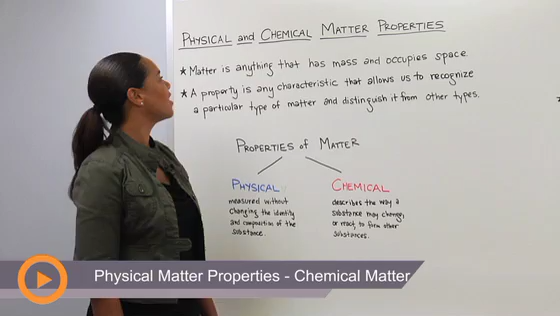 PHYSICAL and CHEMICAL MATTER PROPERTIES
★ Matter is anything that has mass and occupies space
★ A property is any characteristic that allows us to recognize
a particular type of matter and distinguish it from other types.
PROPERTIES of MATTER
PHYSICAL
measured without
changing the identity
and composition of the
substance.
CHEMICAL
describes the way a
substance may change,
or react to form other
substances.
Physical Matter Properties - Chemical Matter